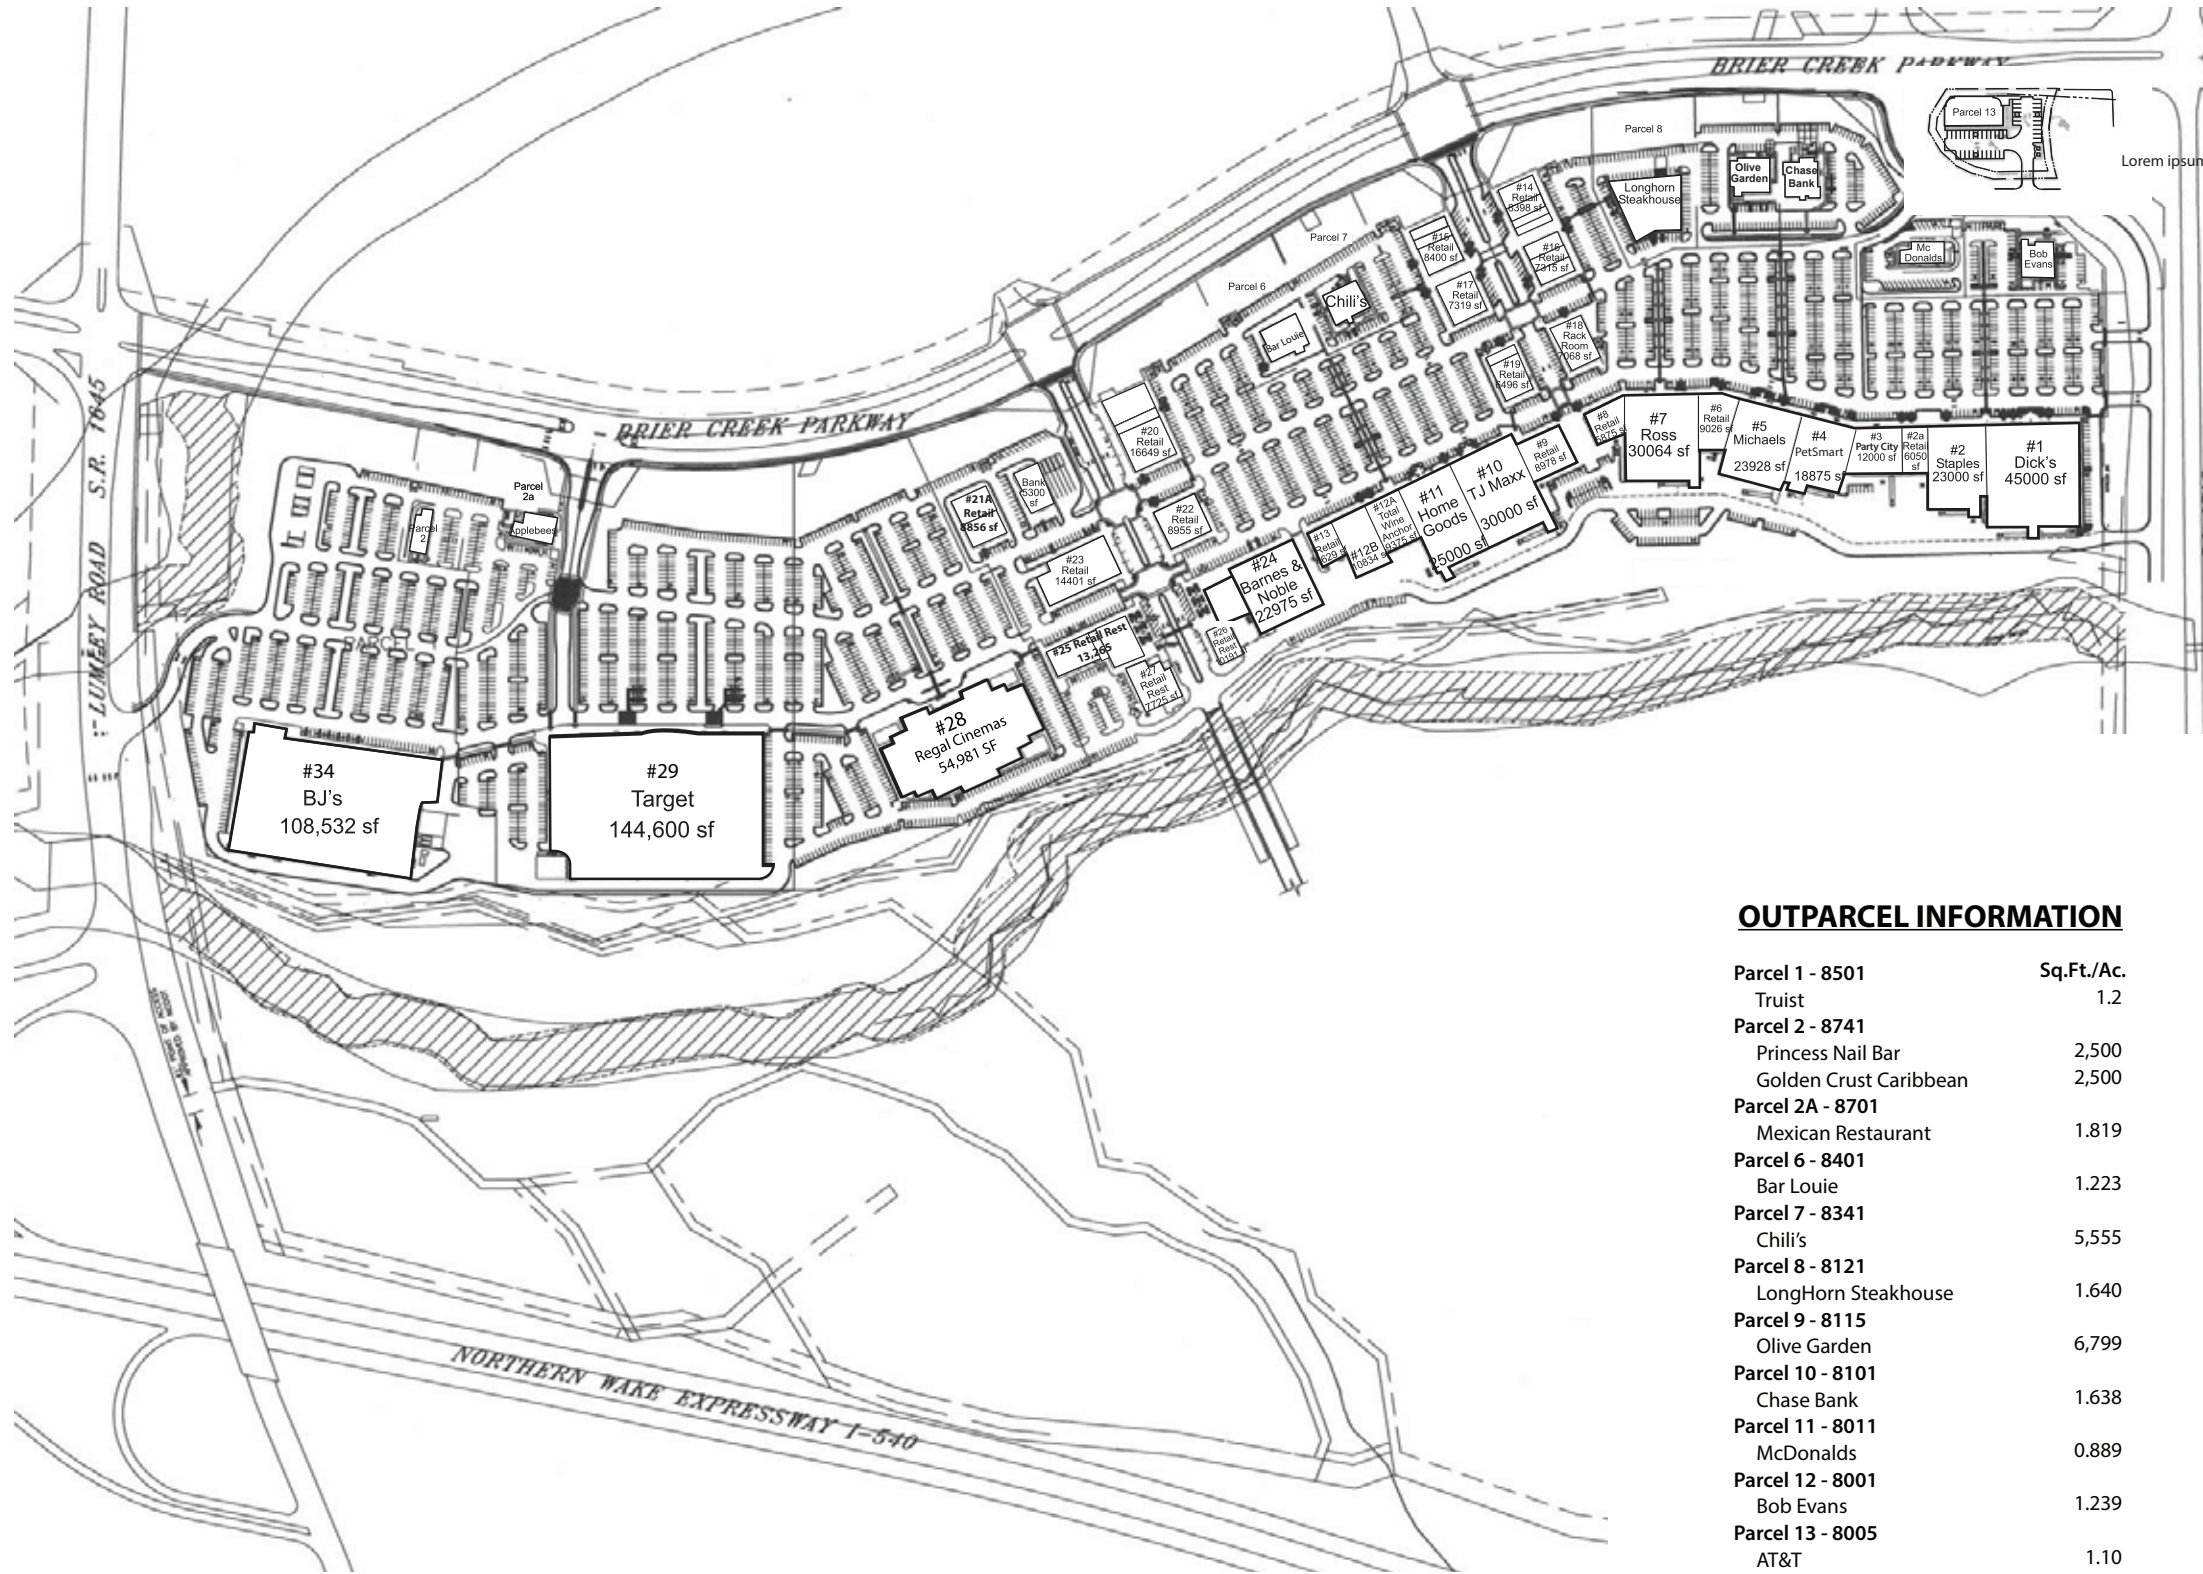 BRIER CREEK PARKWAY
Parcel 13
Lorem ipsum
Parcel 8
Olive
Garden
Chase
Bank
Longhorn
Steakhouse
#14
Retail
8398 sf
#15
Retail
8400 sf
#16
Retail
7315 sf
#17
Retail
7319 sf
Parcel 7
Parcel 6
Chili's
Bar Louie
Mc
Donalds
Bob
Evans
#18
Rack
Room
7068 sf
#19
Retail
6496 sf
LUMLEY ROAD S.R. 1645
BRIER CREEK PARKWAY
#20
Retail
16649 sf
#8
Retail
5875 sf
#7
Ross
30064 sf
#6
Retail
9026 sf
#5
Michaels
23928 sf
#4
PetSmart
18875 sf
#3
Party City
12000 sf
#2a
Retail
6050
sf
#2
Staples
23000 sf
#1
Dick's
45000 sf
#9
Retail
8978 sf
#10
TJ Maxx
30000 sf
#11
Home
Goods
25000 sf
#12A
Total
Wine
Anchor
9375 sf
#12B
10834 s
#13
Retail
Parcel
2a
Applebees
Parcel
2
#21A
Retail
8856 sf
Bank
5300
sf
#22
Retail
8955 sf
#23
Retail
14401 sf
#24
Barnes &
Noble
22975 sf
#25 Retail Rest
13,265
#26
Retail
Rest
#27
Retail
Rest
7725 sf
#28
Regal Cinemas
54,981 SF
#34
BJ's
108,532 sf
#29
Target
144,600 sf
NORTHERN WAKE EXPRESSWAY I-540
OUTPARCEL INFORMATION
Parcel 1 - 8501 Sq.Ft./Ac.
Truist 1.2
Parcel 2 - 8741
Princess Nail Bar 2,500
Golden Crust Caribbean 2,500
Parcel 2A - 8701
Mexican Restaurant 1.819
Parcel 6 - 8401
Bar Louie 1.223
Parcel 7 - 8341
Chili's 5,555
Parcel 8 - 8121
LongHorn Steakhouse 1.640
Parcel 9 - 8115
Olive Garden 6,799
Parcel 10 - 8101
Chase Bank 1.638
Parcel 11 - 8011
McDonalds 0.889
Parcel 12 - 8001
Bob Evans 1.239
Parcel 13 - 8005
AT&T 1.10